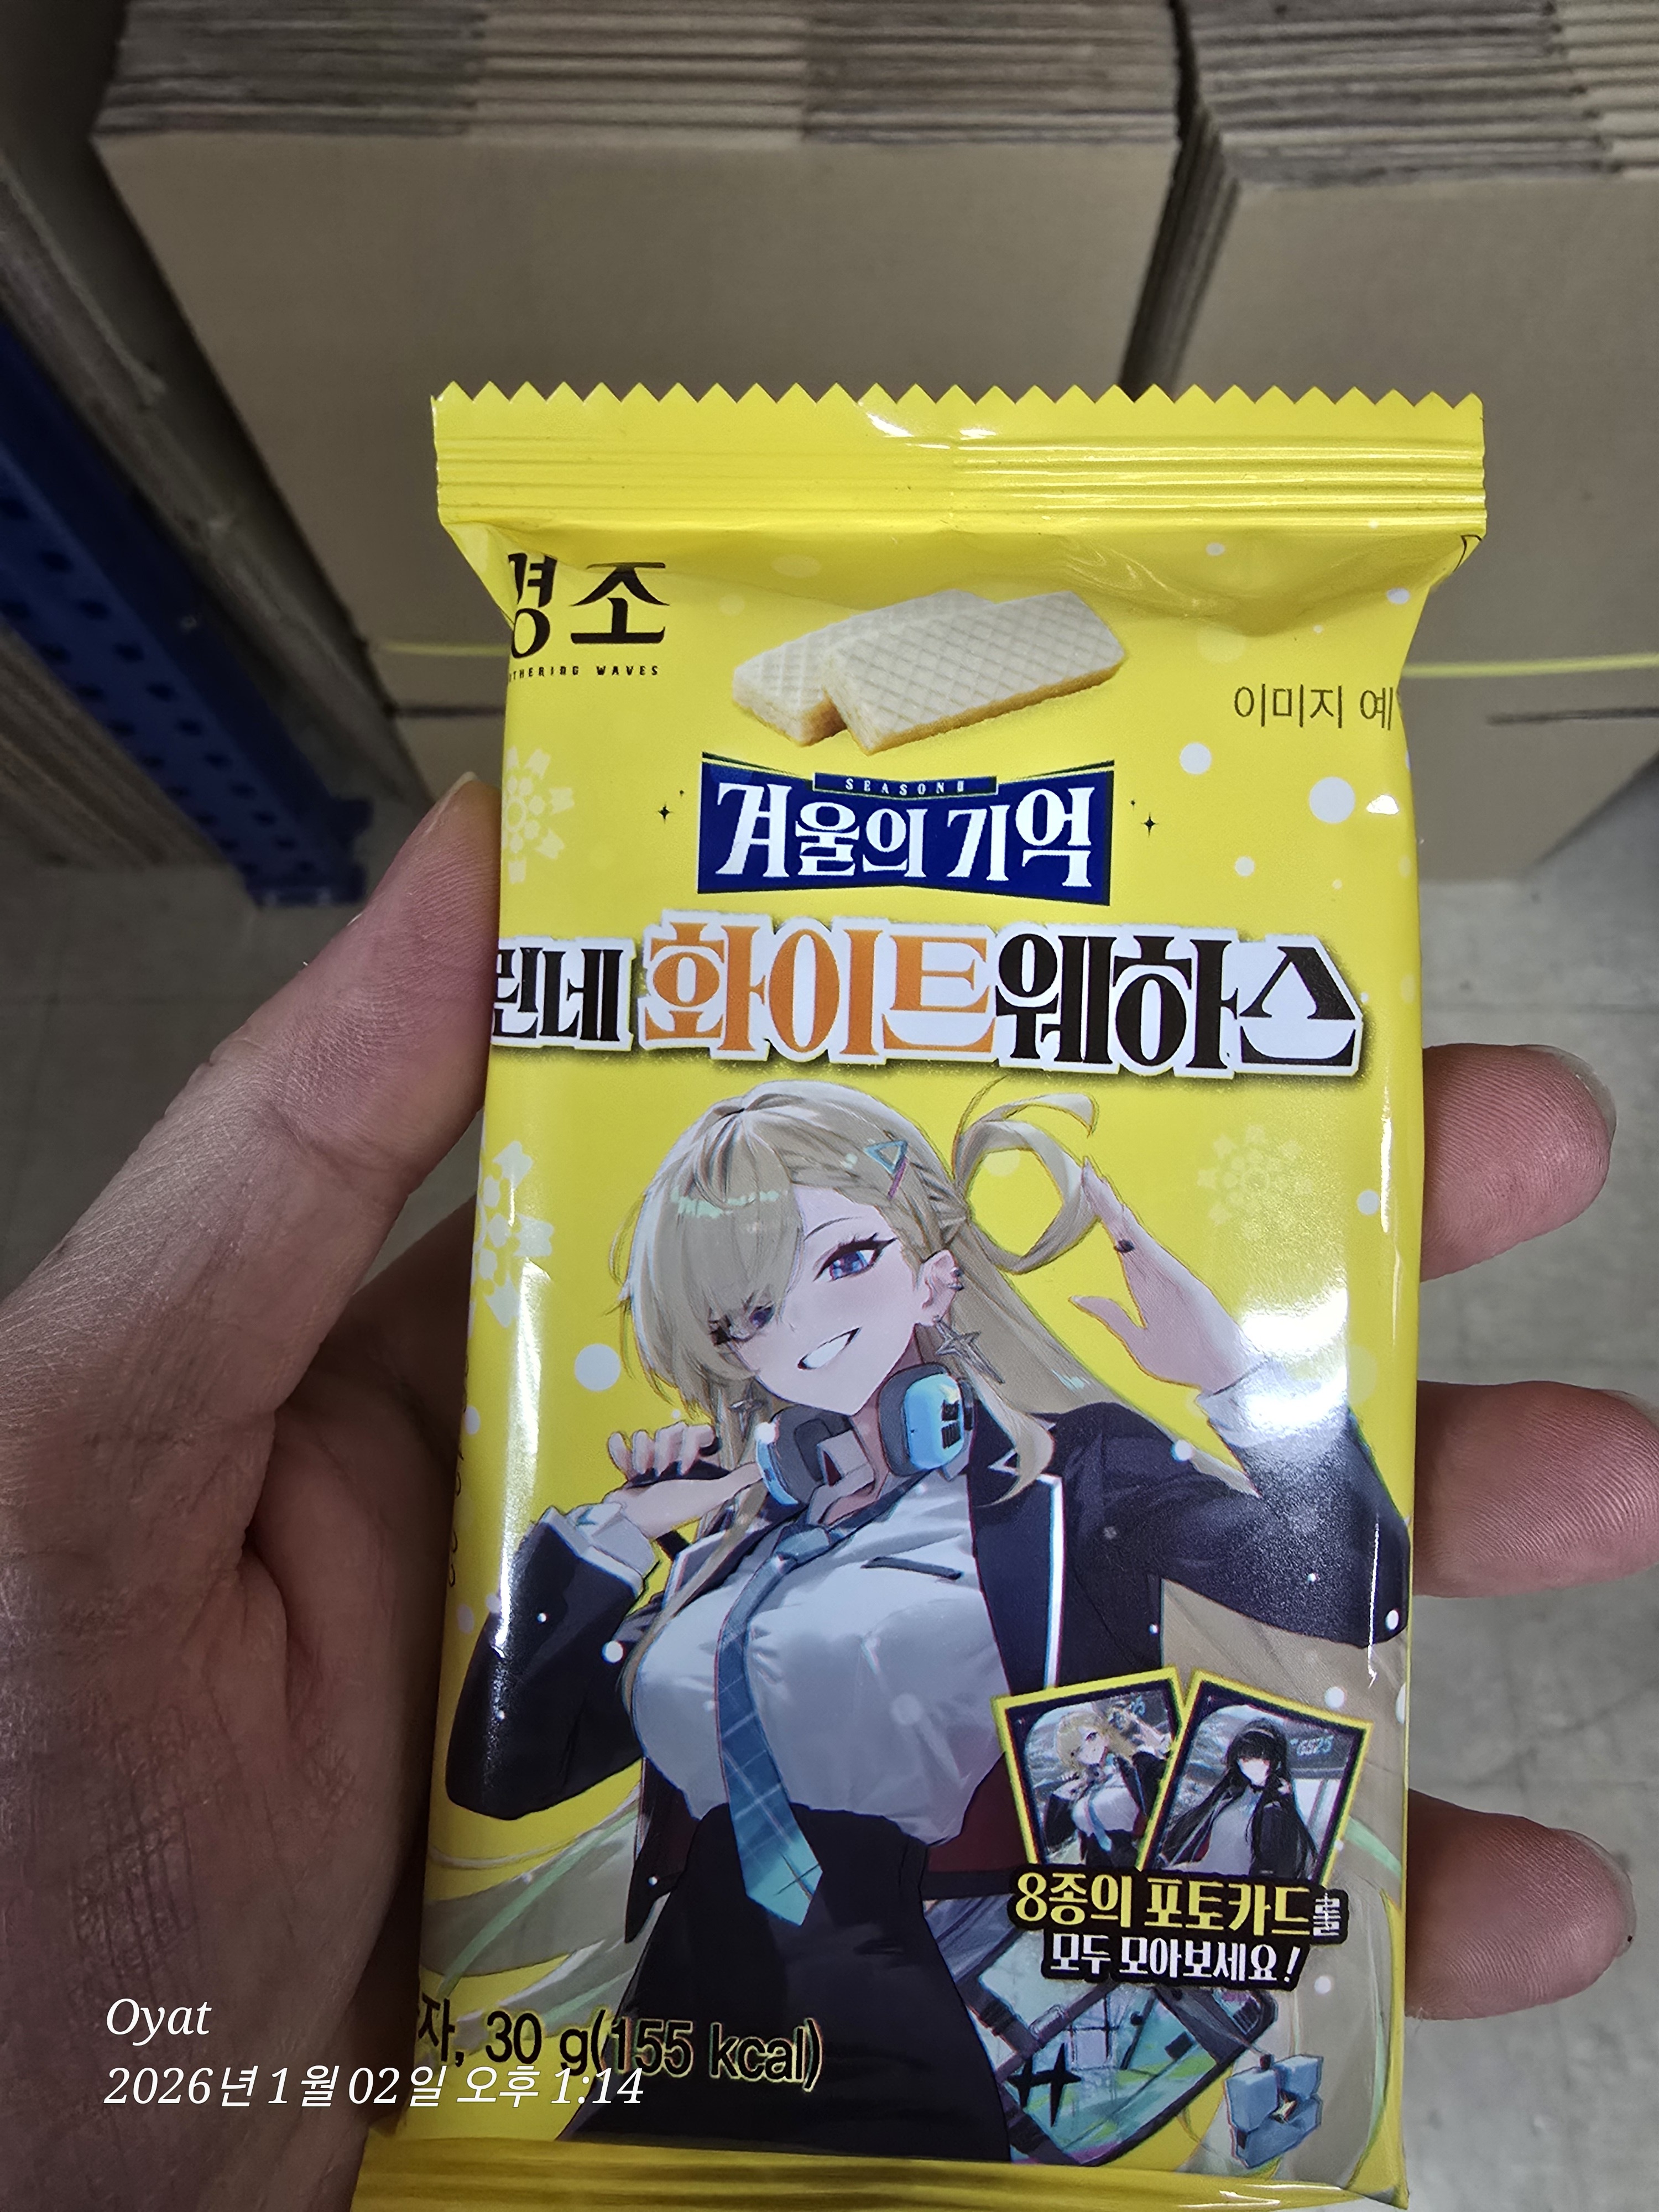 명조
WUTHERING WAVES
이미지 예
SEASON II
겨울의 기억
린네 화이트웨하스
GS25
8종의 포토카드를
모두 모아보세요!
자, 30 g(155 kcal)
Oyat
2026년 1월 02일 오후 1:14